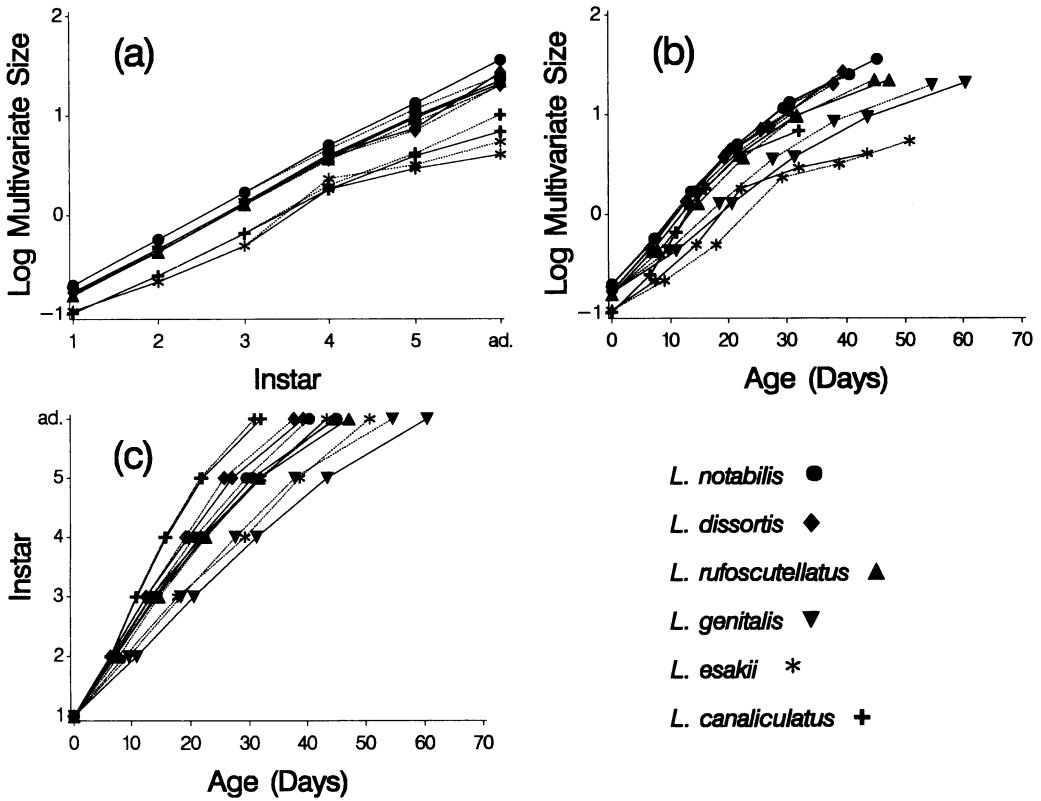 (a)
Log Multivariate Size
2
1
0
−1
1 2 3 4 5 ad.
Instar
(b)
Log Multivariate Size
2
1
0
−1
0 10 20 30 40 50 60 70
Age (Days)
(c)
Instar
ad.
5
4
3
2
1
0 10 20 30 40 50 60 70
Age (Days)
L. notabilis
L. dissortis
L. rufoscutellatus
L. genitalis
L. esakii
L. canaliculatus